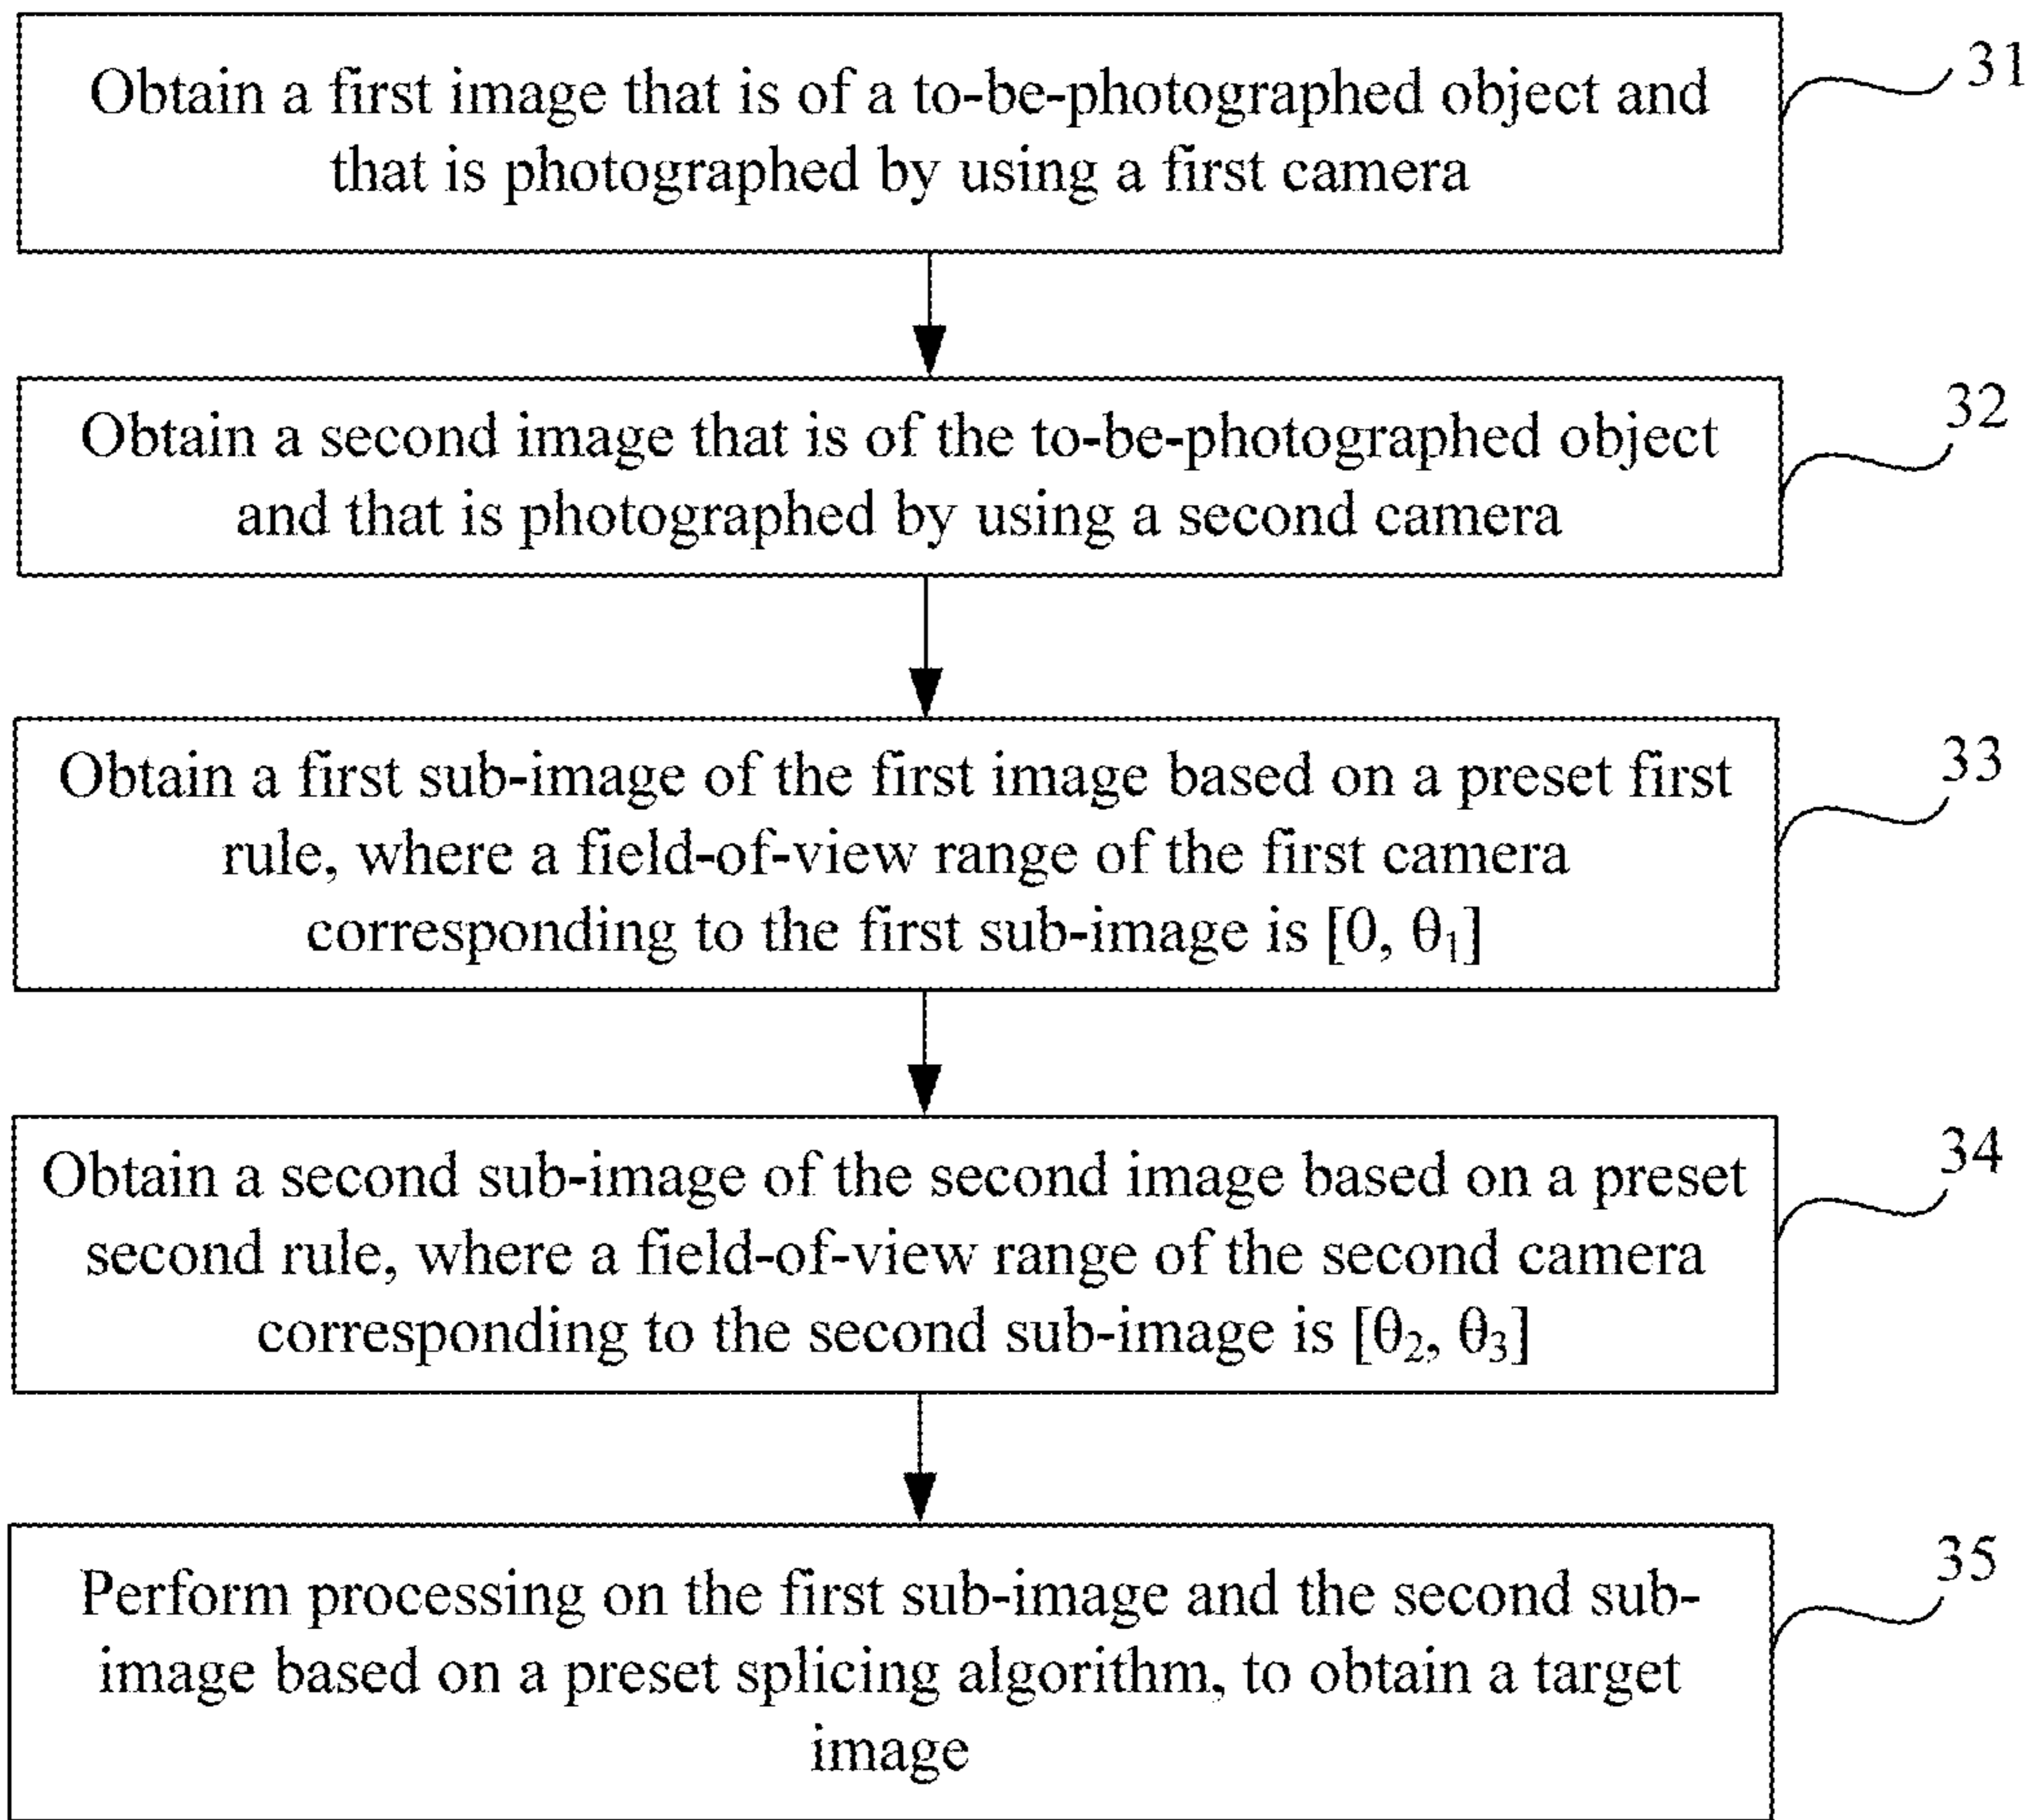 Obtain a first image that is of a to-be-photographed object and
that is photographed by using a first camera
31
Obtain a second image that is of the to-be-photographed object
and that is photographed by using a second camera
32
Obtain a first sub-image of the first image based on a preset first
rule, where a field-of-view range of the first camera
corresponding to the first sub-image is [0, θ₁]
33
Obtain a second sub-image of the second image based on a preset
second rule, where a field-of-view range of the second camera
corresponding to the second sub-image is [θ₂, θ₃]
34
Perform processing on the first sub-image and the second sub-
image based on a preset splicing algorithm, to obtain a target
image
35